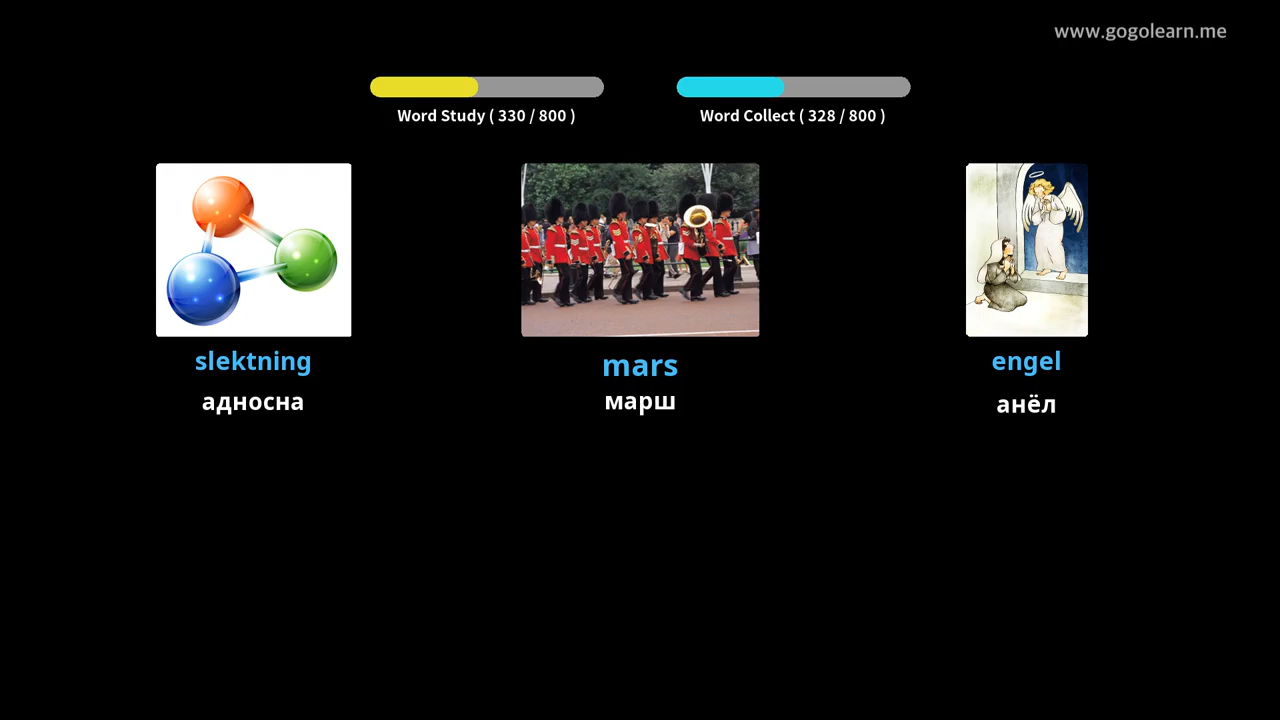 www.gogolearn.me
Word Study ( 330 / 800 )
Word Collect ( 328 / 800 )
slektning
mars
engel
адносна
марш
анёл